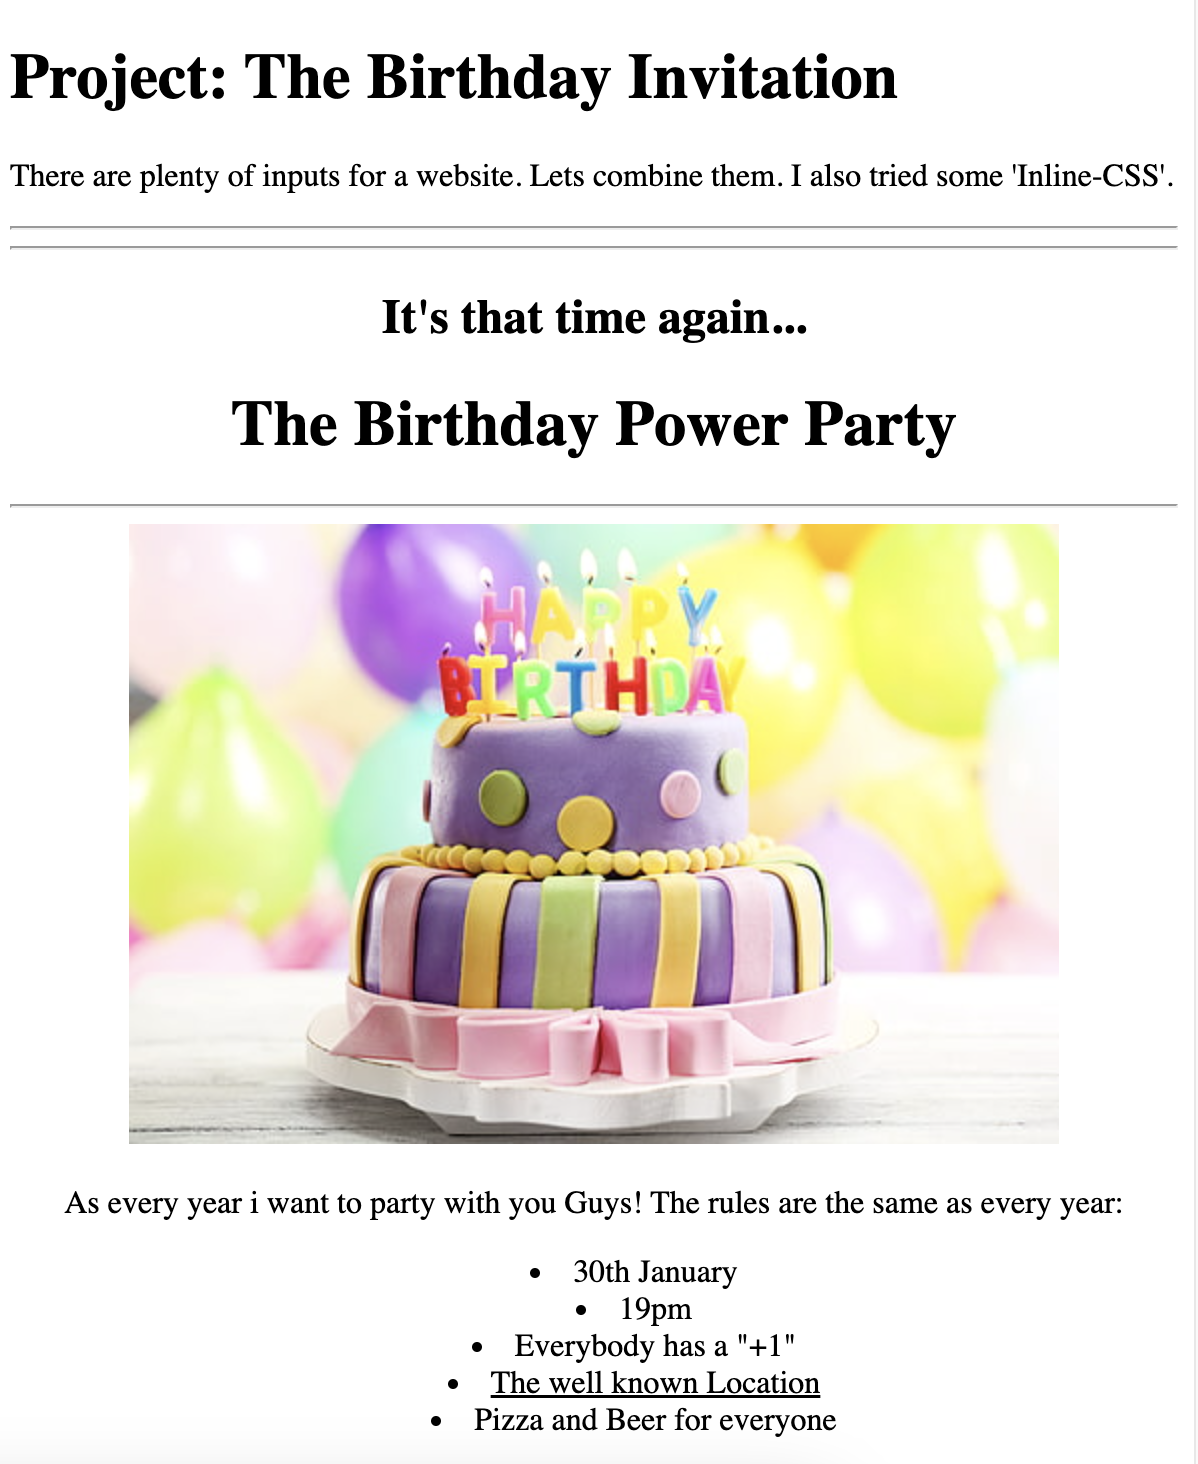 Project: The Birthday Invitation
There are plenty of inputs for a website. Lets combine them. I also tried some 'Inline-CSS'.
It's that time again...
The Birthday Power Party
HAPPY
BIRTHDAY
As every year i want to party with you Guys! The rules are the same as every year:
• 30th January
• 19pm
• Everybody has a "+1"
• The well known Location
• Pizza and Beer for everyone